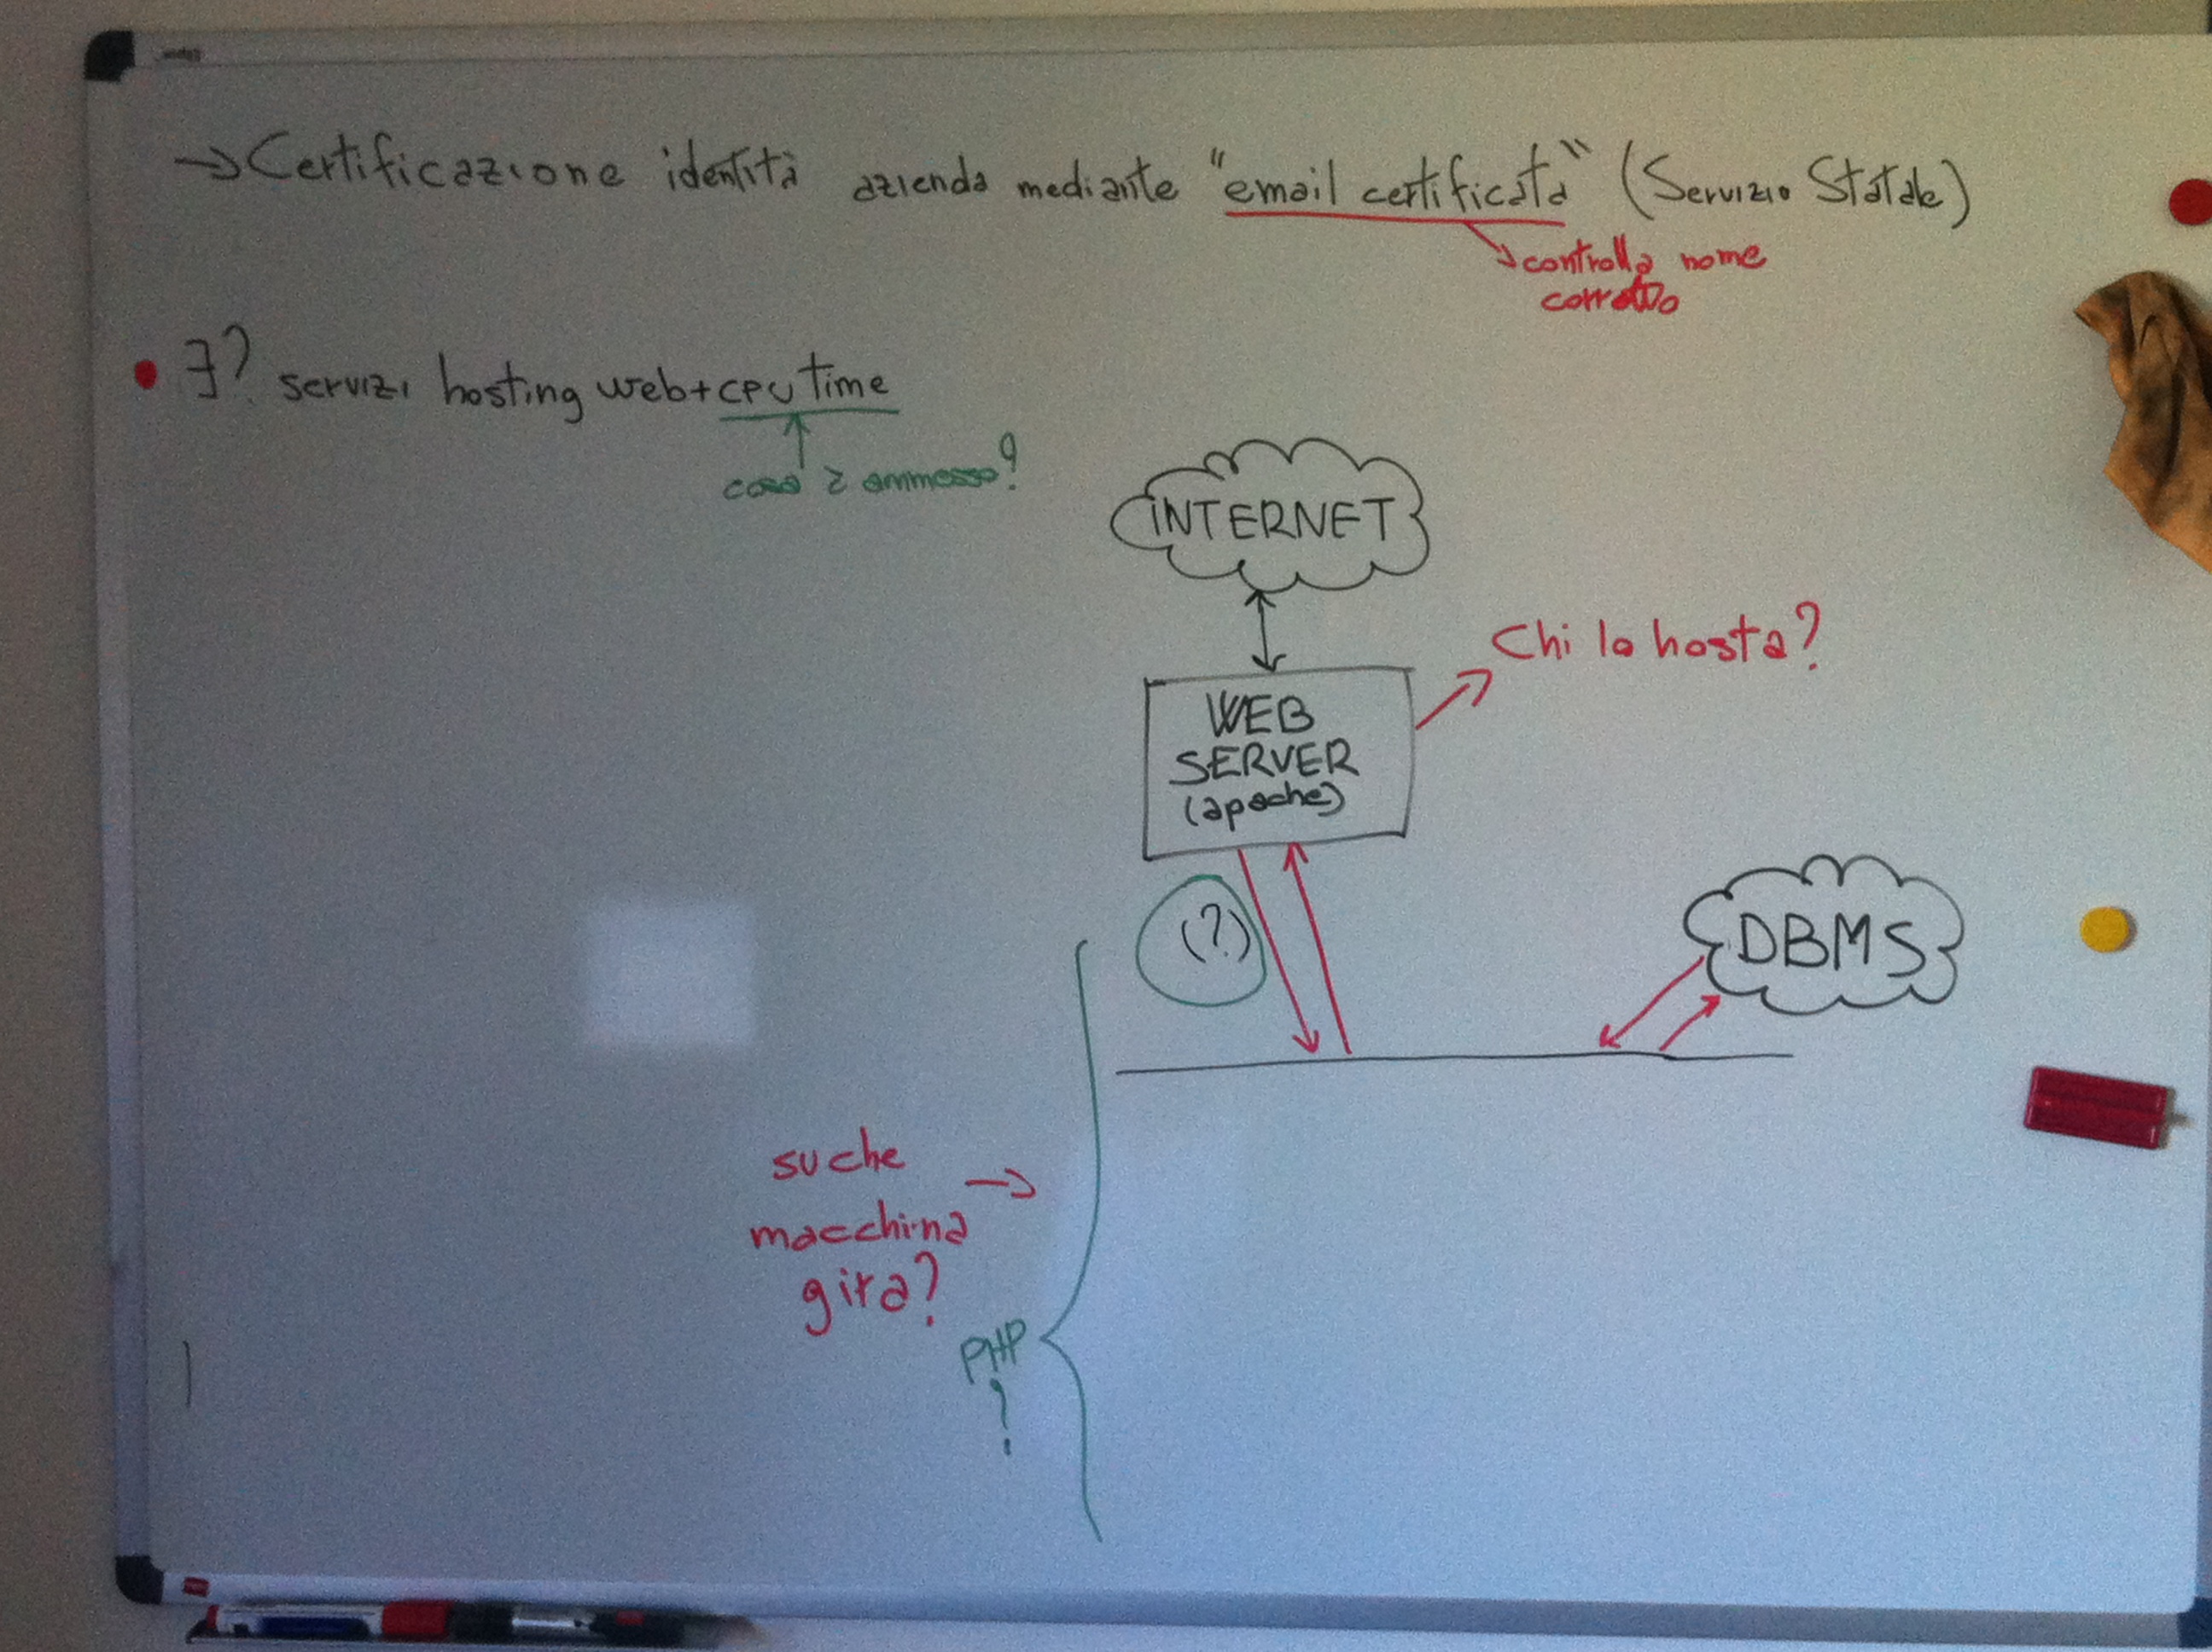 → Certificazione identità azienda mediante "email certificata" (Servizio Statale)
→ controlla nome
corretto
• ∃? servizi hosting web+cpu time
cosa è ammesso?
INTERNET
Chi lo hosta?
WEB
SERVER
(apache)
(?)
DBMS
su che
macchina →
gira?
PHP
?